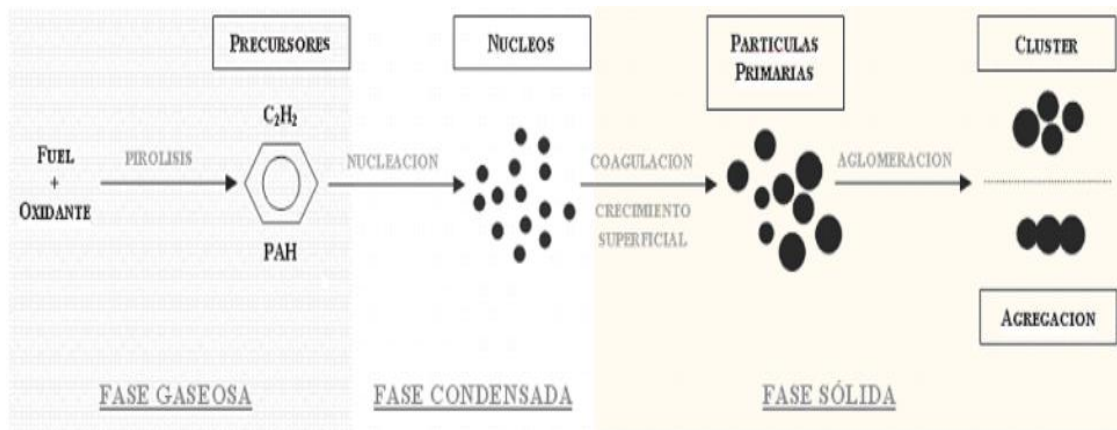 PRECURSORES
NUCLEOS
PARTICULAS
PRIMARIAS
CLUSTER
C₂H₂
FUEL
+
OXIDANTE
PIROLISIS
NUCLEACION
COAGULACION
AGLOMERACION
CRECIMIENTO
SUPERFICIAL
PAH
AGREGACION
FASE GASEOSA
FASE CONDENSADA
FASE SÓLIDA